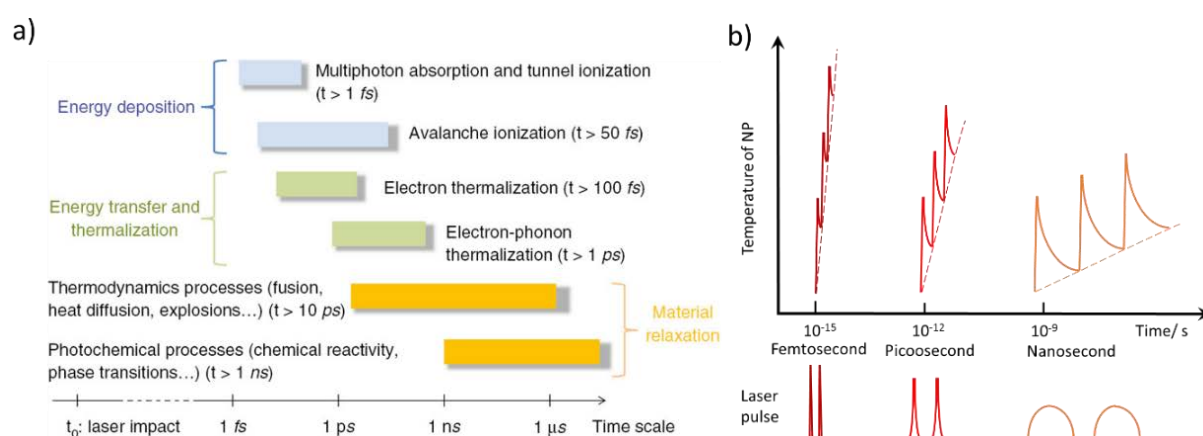 a)
Energy deposition
Multiphoton absorption and tunnel ionization
(t > 1 fs)
Avalanche ionization (t > 50 fs)
Energy transfer and
thermalization
Electron thermalization (t > 100 fs)
Electron-phonon
thermalization (t > 1 ps)
Thermodynamics processes (fusion,
heat diffusion, explosions...) (t > 10 ps)
Photochemical processes (chemical reactivity,
phase transitions...) (t > 1 ns)
Material
relaxation
t₀: laser impact 1 fs 1 ps 1 ns 1 μs Time scale
b)
Temperature of NP
10⁻¹⁵ 10⁻¹² 10⁻⁹ Time/ s
Femtosecond Picoosecond Nanosecond
Laser
pulse